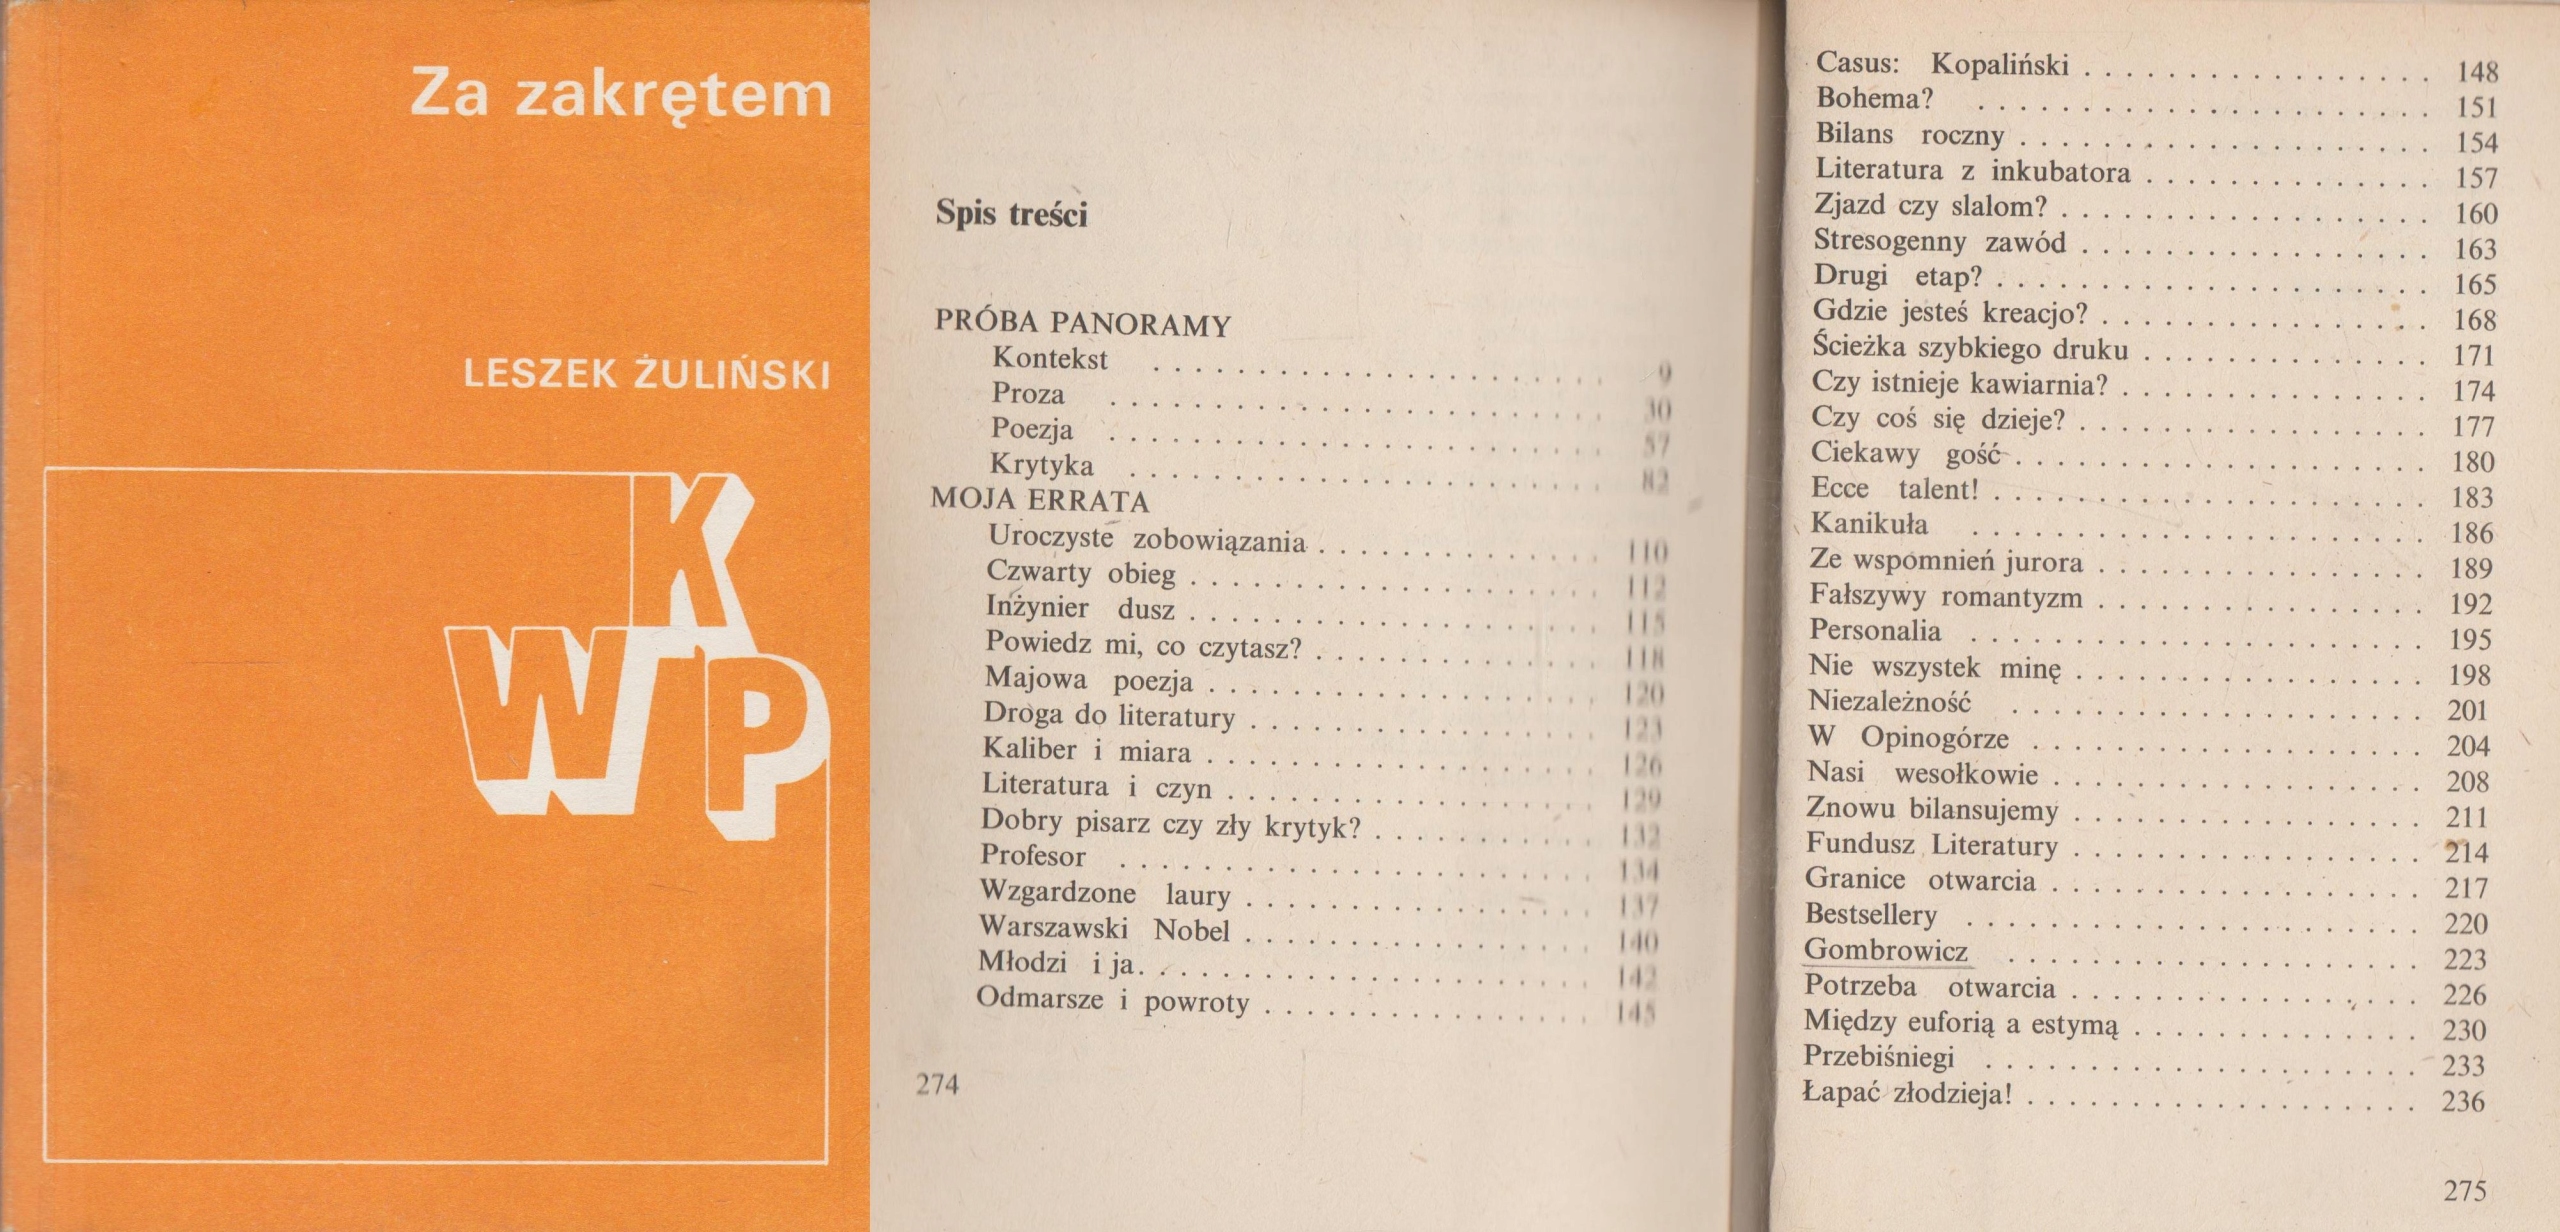 Za zakrętem
LESZEK ŻULIŃSKI
KWP
Spis treści
PRÓBA PANORAMY
Kontekst . . . . . . . . . . . . . . . . . . . . . 9
Proza . . . . . . . . . . . . . . . . . . . . . 30
Poezja . . . . . . . . . . . . . . . . . . . . . 57
Krytyka . . . . . . . . . . . . . . . . . . . . . 82
MOJA ERRATA
Uroczyste zobowiązania . . . . . . . . . . . . . . 110
Czwarty obieg . . . . . . . . . . . . . . . . . . 112
Inżynier dusz . . . . . . . . . . . . . . . . . . 115
Powiedz mi, co czytasz? . . . . . . . . . . . . . . 118
Majowa poezja . . . . . . . . . . . . . . . . . . 120
Droga do literatury . . . . . . . . . . . . . . . . 123
Kaliber i miara . . . . . . . . . . . . . . . . . . 126
Literatura i czyn . . . . . . . . . . . . . . . . . 129
Dobry pisarz czy zły krytyk? . . . . . . . . . . . 132
Profesor . . . . . . . . . . . . . . . . . . . . . 134
Wzgardzone laury . . . . . . . . . . . . . . . . . 137
Warszawski Nobel . . . . . . . . . . . . . . . . . 140
Młodzi i ja. . . . . . . . . . . . . . . . . . . . 142
Odmarsze i powroty . . . . . . . . . . . . . . . . 145
274
Casus: Kopaliński . . . . . . . . . . . . . . . . . 148
Bohema? . . . . . . . . . . . . . . . . . . . . . 151
Bilans roczny . . . . . . . . . . . . . . . . . . . 154
Literatura z inkubatora . . . . . . . . . . . . . . 157
Zjazd czy slalom? . . . . . . . . . . . . . . . . . 160
Stresogenny zawód . . . . . . . . . . . . . . . . . 163
Drugi etap? . . . . . . . . . . . . . . . . . . . . 165
Gdzie jesteś kreacjo? . . . . . . . . . . . . . . . 168
Ścieżka szybkiego druku . . . . . . . . . . . . . . 171
Czy istnieje kawiarnia? . . . . . . . . . . . . . . 174
Czy coś się dzieje? . . . . . . . . . . . . . . . . 177
Ciekawy gość . . . . . . . . . . . . . . . . . . . 180
Ecce talent! . . . . . . . . . . . . . . . . . . . 183
Kanikuła . . . . . . . . . . . . . . . . . . . . . 186
Ze wspomnień jurora . . . . . . . . . . . . . . . . 189
Fałszywy romantyzm . . . . . . . . . . . . . . . . 192
Personalia . . . . . . . . . . . . . . . . . . . . 195
Nie wszystek minę . . . . . . . . . . . . . . . . . 198
Niezależność . . . . . . . . . . . . . . . . . . . 201
W Opinogórze . . . . . . . . . . . . . . . . . . . 204
Nasi wesołkowie . . . . . . . . . . . . . . . . . . 208
Znowu bilansujemy . . . . . . . . . . . . . . . . . 211
Fundusz Literatury . . . . . . . . . . . . . . . . 214
Granice otwarcia . . . . . . . . . . . . . . . . . 217
Bestsellery . . . . . . . . . . . . . . . . . . . . 220
Gombrowicz . . . . . . . . . . . . . . . . . . . . 223
Potrzeba otwarcia . . . . . . . . . . . . . . . . . 226
Między euforią a estymą . . . . . . . . . . . . . . 230
Przebiśniegi . . . . . . . . . . . . . . . . . . . 233
Łapać złodzieja! . . . . . . . . . . . . . . . . . 236
275